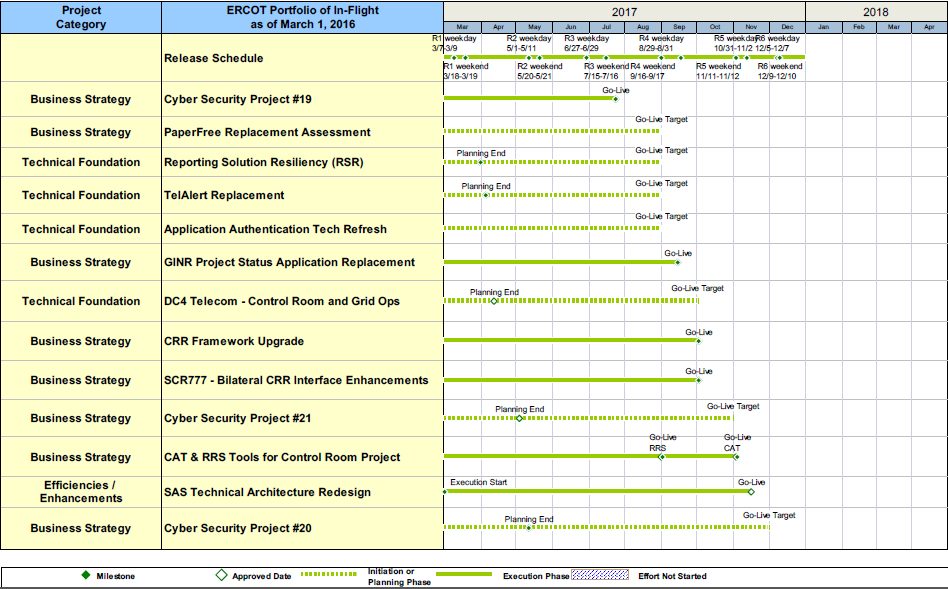 Project
Category
ERCOT Portfolio of In-Flight
as of March 1, 2016
2017
2018
Mar Apr May Jun Jul Aug Sep Oct Nov Dec Jan Feb Mar Apr
Release Schedule
R1 weekday
3/7-3/9
R2 weekday
5/1-5/11
R3 weekday
6/27-6/29
R4 weekday
8/29-8/31
R5 weekday
10/31-11/2
R6 weekday
12/5-12/7
R1 weekend
3/18-3/19
R2 weekend
5/20-5/21
R3 weekend
7/15-7/16
R4 weekend
9/16-9/17
R5 weekend
11/11-11/12
R6 weekend
12/9-12/10
Business Strategy
Cyber Security Project #19
Go-Live
Business Strategy
PaperFree Replacement Assessment
Go-Live Target
Technical Foundation
Reporting Solution Resiliency (RSR)
Planning End
Go-Live Target
Technical Foundation
TelAlert Replacement
Planning End
Go-Live Target
Technical Foundation
Application Authentication Tech Refresh
Go-Live Target
Business Strategy
GINR Project Status Application Replacement
Go-Live
Technical Foundation
DC4 Telecom - Control Room and Grid Ops
Planning End
Go-Live Target
Business Strategy
CRR Framework Upgrade
Go-Live
Business Strategy
SCR777 - Bilateral CRR Interface Enhancements
Go-Live
Business Strategy
Cyber Security Project #21
Planning End
Go-Live Target
Business Strategy
CAT & RRS Tools for Control Room Project
Go-Live
RRS
Go-Live
CAT
Efficiencies /
Enhancements
SAS Technical Architecture Redesign
Execution Start
Go-Live
Business Strategy
Cyber Security Project #20
Planning End
Go-Live Target
Milestone
Approved Date
Initiation or
Planning Phase
Execution Phase
Effort Not Started